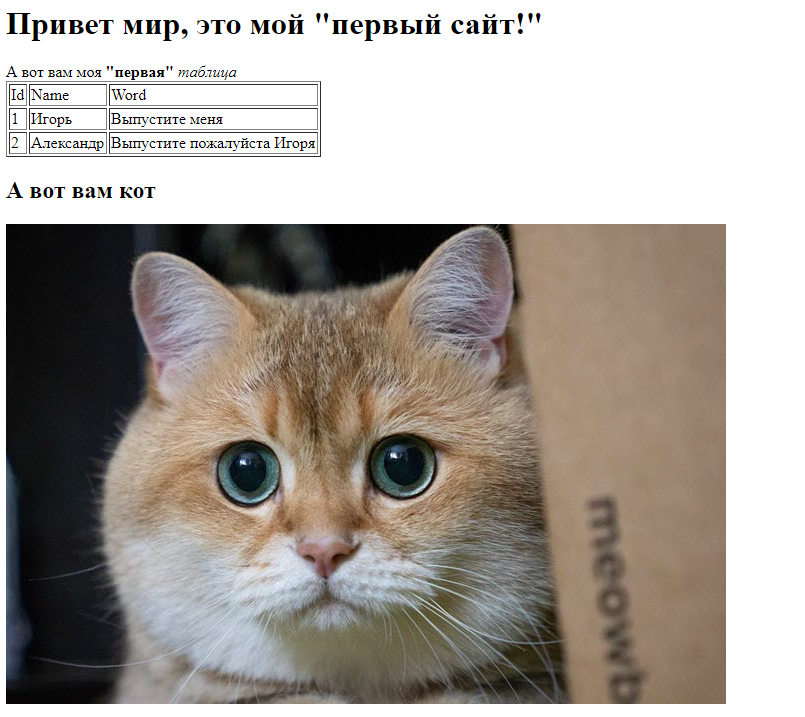 Привет мир, это мой "первый сайт!"
А вот вам моя "первая" таблица
Id Name Word
1 Игорь Выпустите меня
2 Александр Выпустите пожалуйста Игоря
А вот вам кот
meowb